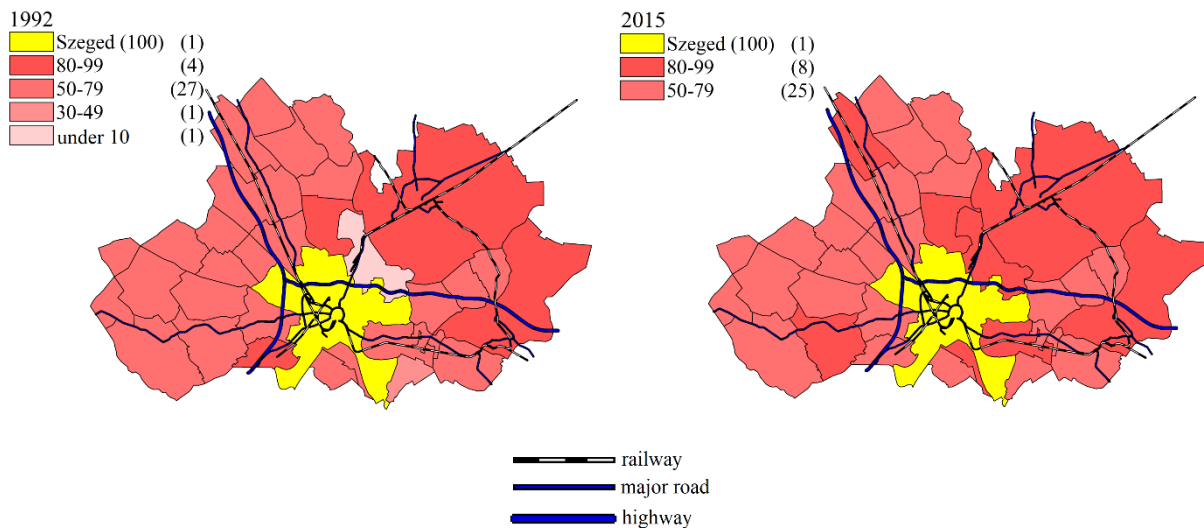 1992
Szeged (100) (1)
80-99 (4)
50-79 (27)
30-49 (1)
under 10 (1)
2015
Szeged (100) (1)
80-99 (8)
50-79 (25)
railway
major road
highway